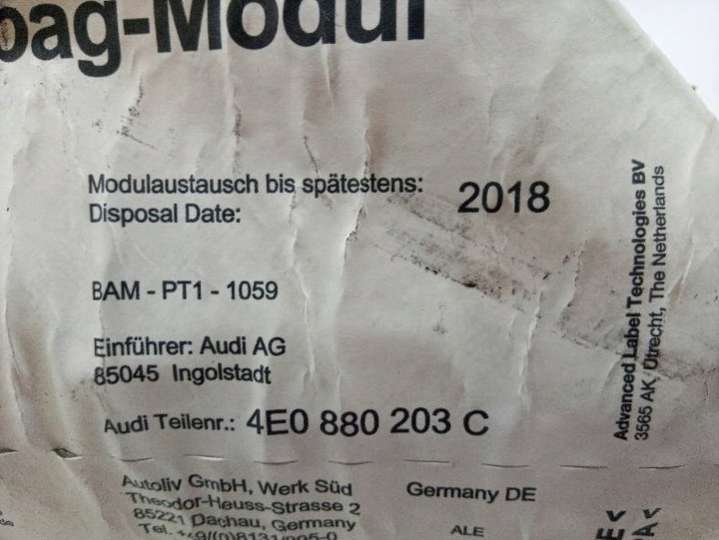 bag-Modul
Modulaustausch bis spätestens: 2018
Disposal Date:
BAM - PT1 - 1059
Einführer: Audi AG
85045 Ingolstadt
Audi Teilenr.: 4E0 880 203 C
Autoliv GmbH, Werk Süd
Theodor-Heuss-Strasse 2
85221 Dachau, Germany
Germany DE
ALE
Advanced Label Technologies BV
3565 AK, Utrecht, The Netherlands